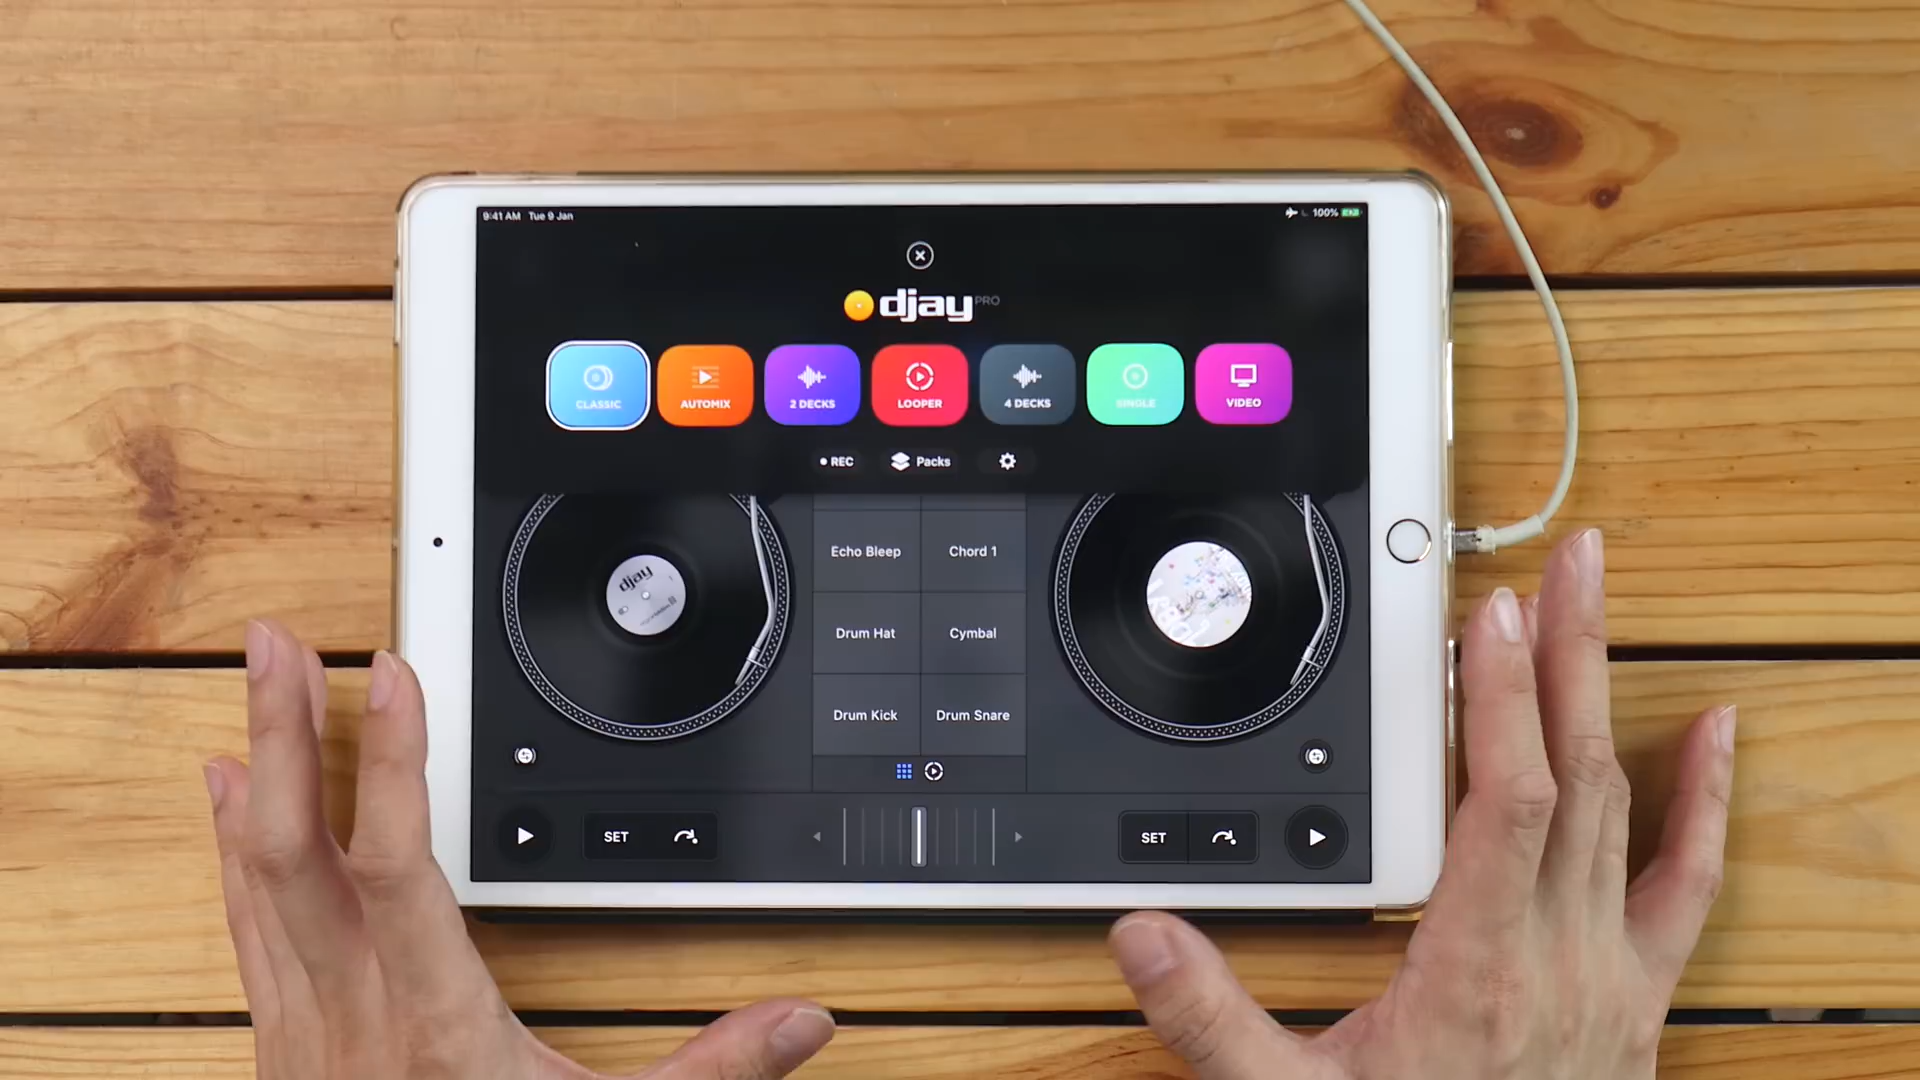 9:41 AM Tue 9 Jan
100%
djay PRO
CLASSIC
AUTOMIX
2 DECKS
LOOPER
4 DECKS
SINGLE
VIDEO
REC
Packs
Echo Bleep
Chord 1
Drum Hat
Cymbal
Drum Kick
Drum Snare
djay
SET
SET